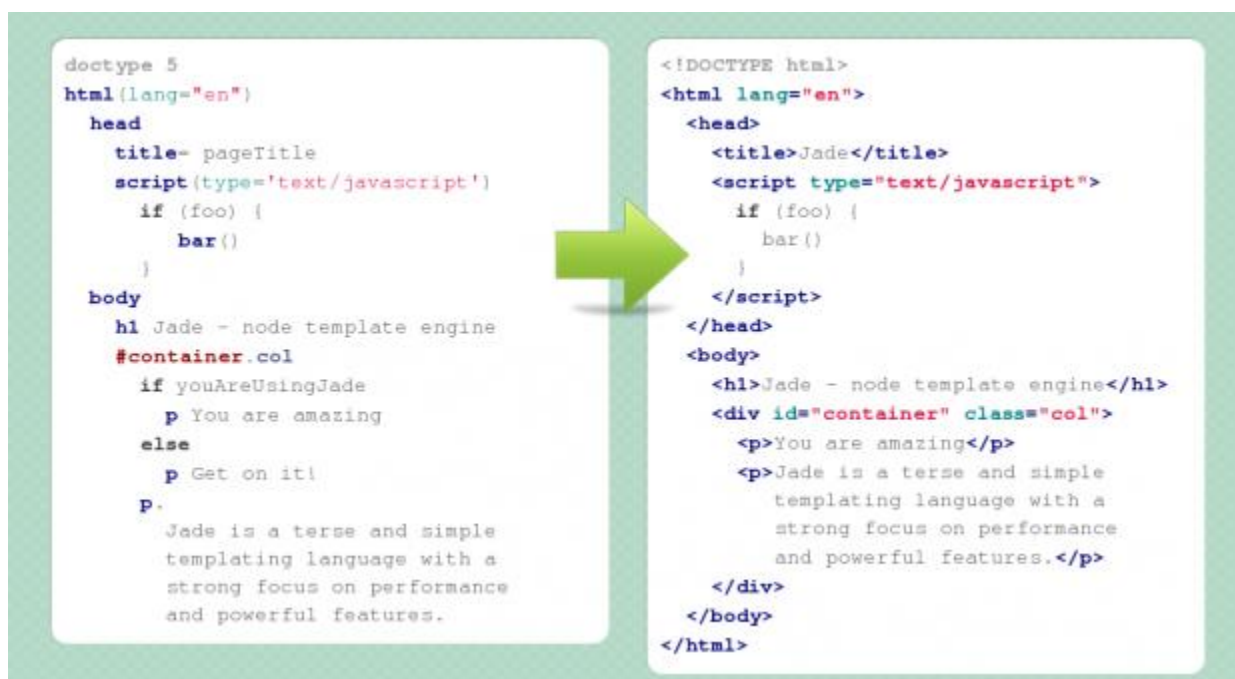 doctype 5
html(lang="en")
  head
    title= pageTitle
    script(type='text/javascript')
      if (foo) {
         bar()
      }
  body
    h1 Jade - node template engine
    #container.col
      if youAreUsingJade
        p You are amazing
      else
        p Get on it!
      p.
        Jade is a terse and simple
        templating language with a
        strong focus on performance
        and powerful features.
<!DOCTYPE html>
<html lang="en">
  <head>
    <title>Jade</title>
    <script type="text/javascript">
      if (foo) {
        bar()
      }
    </script>
  </head>
  <body>
    <h1>Jade - node template engine</h1>
    <div id="container" class="col">
      <p>You are amazing</p>
      <p>Jade is a terse and simple
         templating language with a
         strong focus on performance
         and powerful features.</p>
    </div>
  </body>
</html>